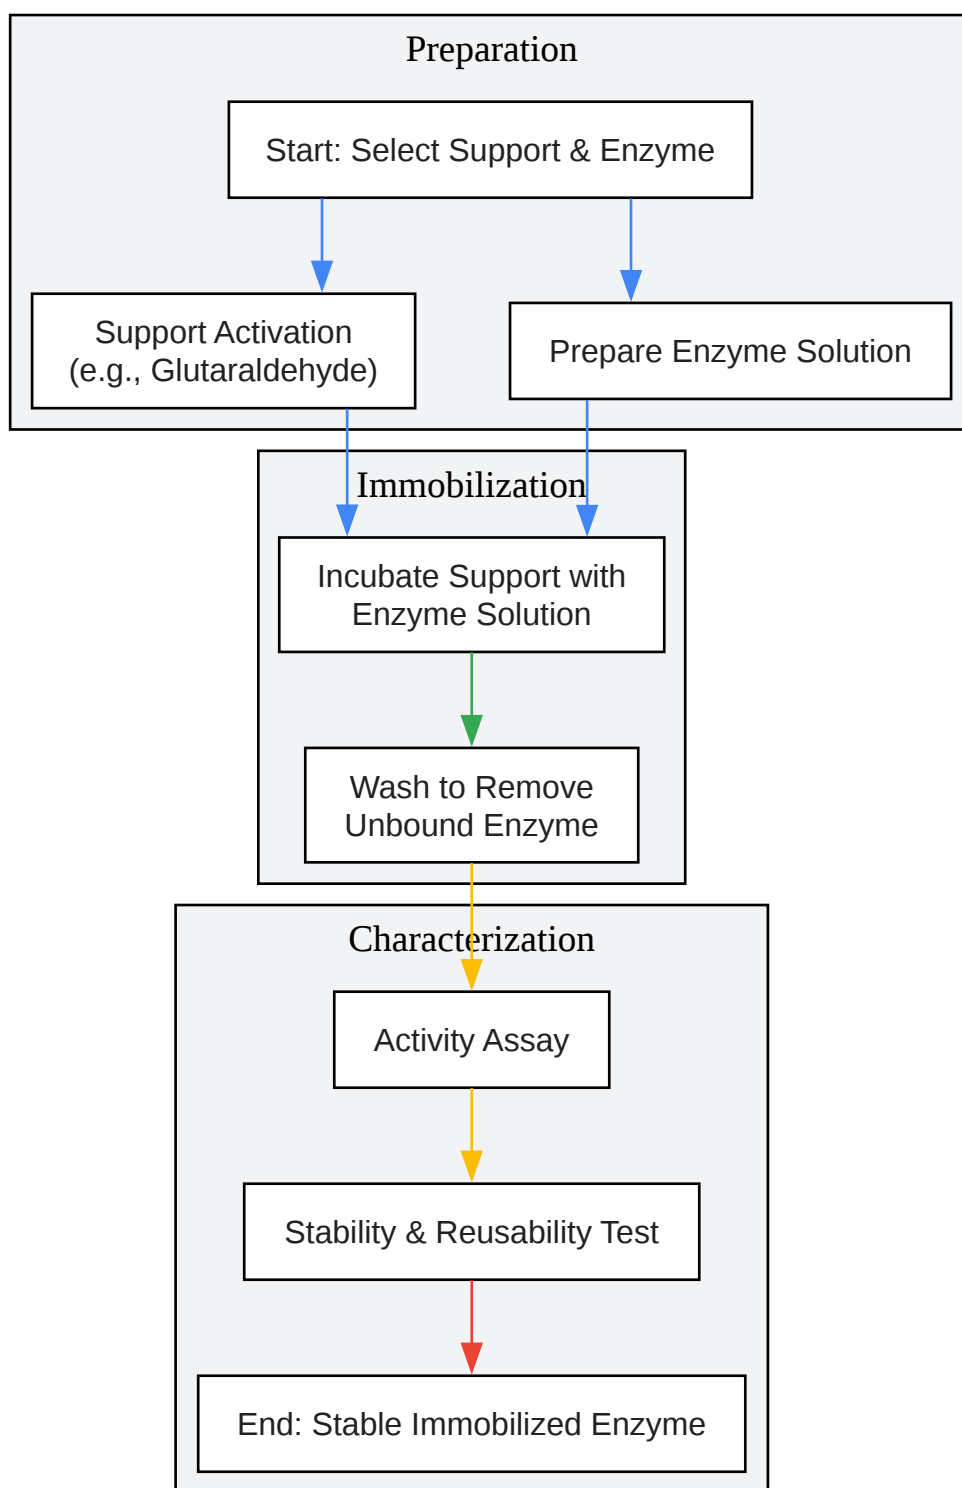 Preparation
Start: Select Support & Enzyme
Support Activation
(e.g., Glutaraldehyde)
Prepare Enzyme Solution
Immobilization
Incubate Support with
Enzyme Solution
Wash to Remove
Unbound Enzyme
Characterization
Activity Assay
Stability & Reusability Test
End: Stable Immobilized Enzyme